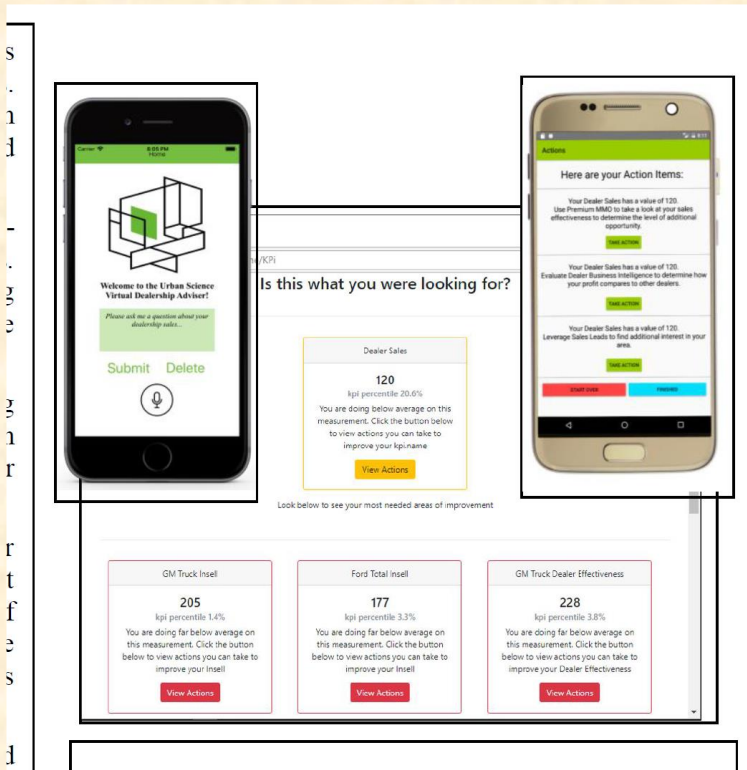 s
.
n
d
-
.
g
e
g
n
r
r
t
f
e
s
d
Carrier
8:05 PM
Home
Welcome to the Urban Science
Virtual Dealership Adviser!
Please ask me a question about your
dealership sales...
Submit Delete
/KPi
Is this what you were looking for?
Dealer Sales
120
kpi percentile 20.6%
You are doing below average on this
measurement. Click the button below
to view actions you can take to
improve your kpi.name
View Actions
Look below to see your most needed areas of improvement
GM Truck Insell
205
kpi percentile 1.4%
You are doing far below average on
this measurement. Click the button
below to view actions you can take to
improve your Insell
View Actions
Ford Total Insell
177
kpi percentile 3.3%
You are doing far below average on
this measurement. Click the button
below to view actions you can take to
improve your Insell
View Actions
GM Truck Dealer Effectiveness
228
kpi percentile 3.8%
You are doing far below average on
this measurement. Click the button
below to view actions you can take to
improve your Dealer Effectiveness
View Actions
Actions
Here are your Action Items:
Your Dealer Sales has a value of 120.
Use Premium MMO to take a look at your sales
effectiveness to determine the level of additional
opportunity.
TAKE ACTION
Your Dealer Sales has a value of 120.
Evaluate Dealer Business Intelligence to determine how
your profit compares to other dealers.
TAKE ACTION
Your Dealer Sales has a value of 120.
Leverage Sales Leads to find additional interest in your
area.
TAKE ACTION
START OVER FINISHED